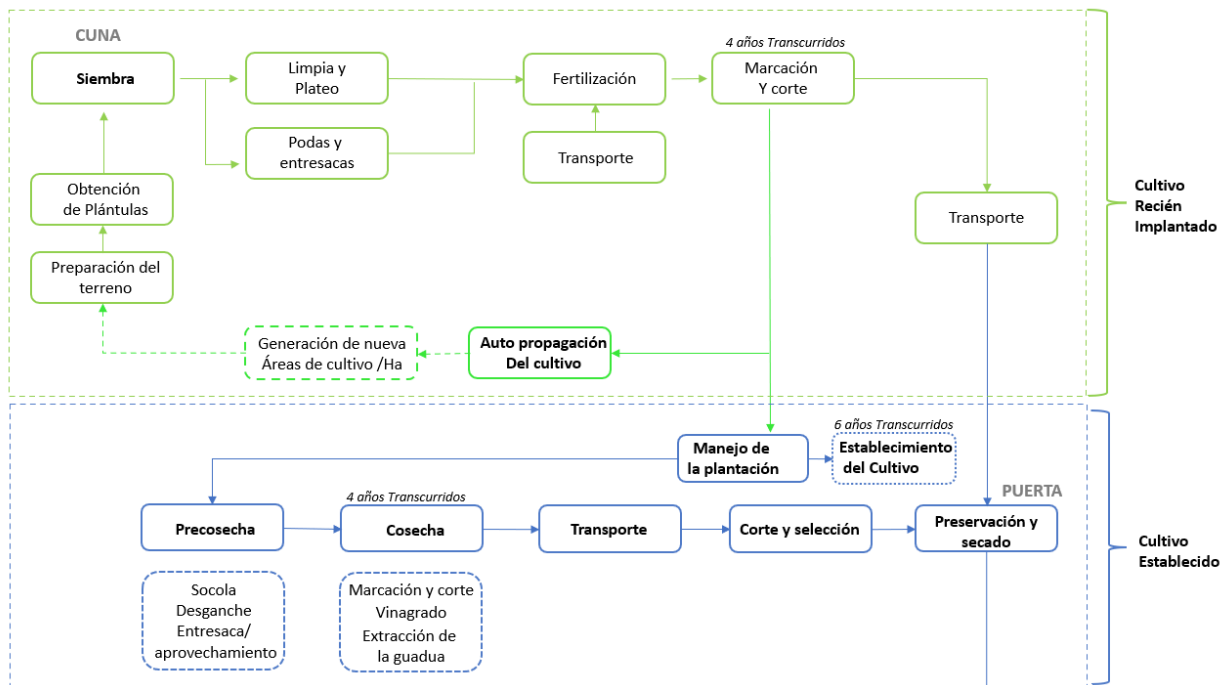 CUNA
4 años Transcurridos
Siembra
Limpia y
Plateo
Fertilización
Marcación
Y corte
Podas y
entresacas
Transporte
Obtención
de Plántulas
Transporte
Cultivo
Recién
Implantado
Preparación del
terreno
Generación de nueva
Áreas de cultivo /Ha
Auto propagación
Del cultivo
6 años Transcurridos
Manejo de
la plantación
Establecimiento
del Cultivo
PUERTA
4 años Transcurridos
Precosecha
Cosecha
Transporte
Corte y selección
Preservación y
secado
Cultivo
Establecido
Socola
Desganche
Entresaca/
aprovechamiento
Marcación y corte
Vinagrado
Extracción de
la guadua